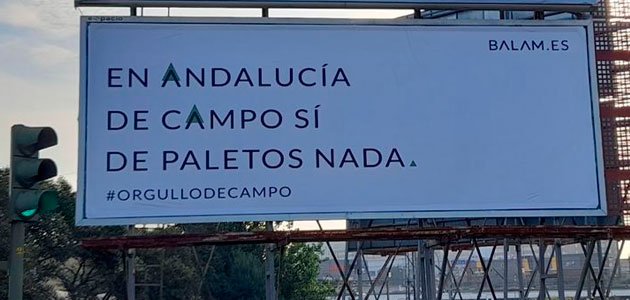 BALAM.ES
EN ANDALUCÍA
DE CAMPO SÍ
DE PALETOS NADA.
#ORGULLODECAMPO